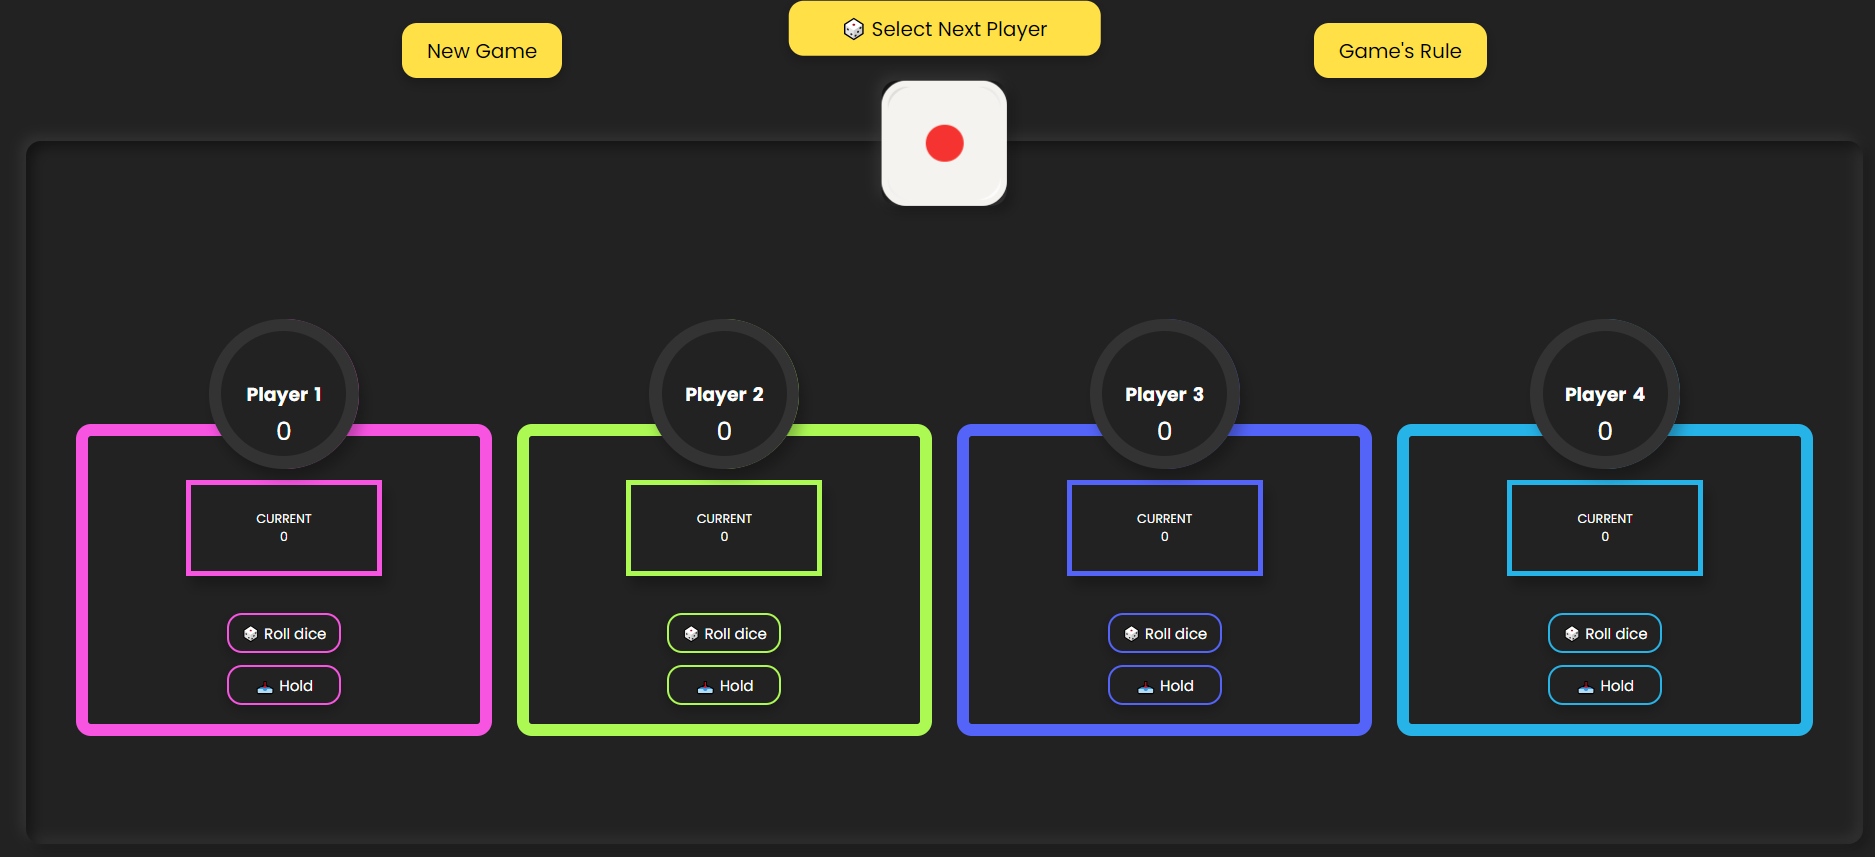 New Game
Select Next Player
Game's Rule
Player 1
0
CURRENT
0
Roll dice
Hold
Player 2
0
CURRENT
0
Roll dice
Hold
Player 3
0
CURRENT
0
Roll dice
Hold
Player 4
0
CURRENT
0
Roll dice
Hold